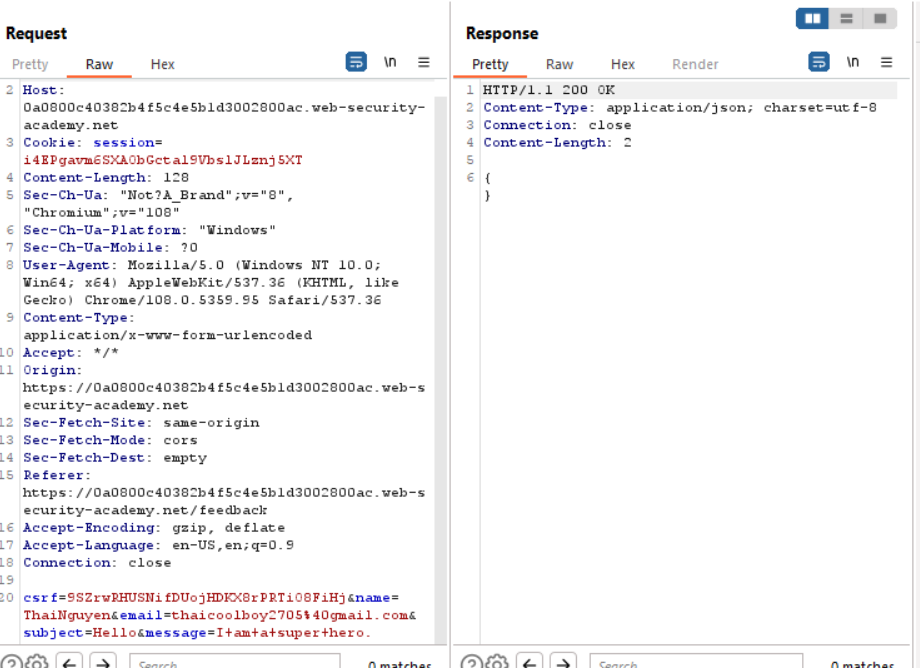 Request
Pretty Raw Hex
\n
2 Host:
0a0800c40382b4f5c4e5b1d3002800ac.web-security-
academy.net
3 Cookie: session=
i4EPgavm6SXA0bGctal9VbslJLznj5XT
4 Content-Length: 128
5 Sec-Ch-Ua: "Not?A_Brand";v="8",
"Chromium";v="108"
6 Sec-Ch-Ua-Platform: "Windows"
7 Sec-Ch-Ua-Mobile: ?0
8 User-Agent: Mozilla/5.0 (Windows NT 10.0;
Win64; x64) AppleWebKit/537.36 (KHTML, like
Gecko) Chrome/108.0.5359.95 Safari/537.36
9 Content-Type:
application/x-www-form-urlencoded
10 Accept: */*
11 Origin:
https://0a0800c40382b4f5c4e5b1d3002800ac.web-s
ecurity-academy.net
12 Sec-Fetch-Site: same-origin
13 Sec-Fetch-Mode: cors
14 Sec-Fetch-Dest: empty
15 Referer:
https://0a0800c40382b4f5c4e5b1d3002800ac.web-s
ecurity-academy.net/feedback
16 Accept-Encoding: gzip, deflate
17 Accept-Language: en-US,en;q=0.9
18 Connection: close
19
20 csrf=9SZrwRHUSNifDUojHDKX8rPRTi08FiHj&name=
ThaiNguyen&email=thaicoolboy2705%40gmail.com&
subject=Hello&message=I+am+a+super+hero.
Search...
0 matches
Response
Pretty Raw Hex Render
\n
1 HTTP/1.1 200 OK
2 Content-Type: application/json; charset=utf-8
3 Connection: close
4 Content-Length: 2
5
6 {
}
Search...
0 matches